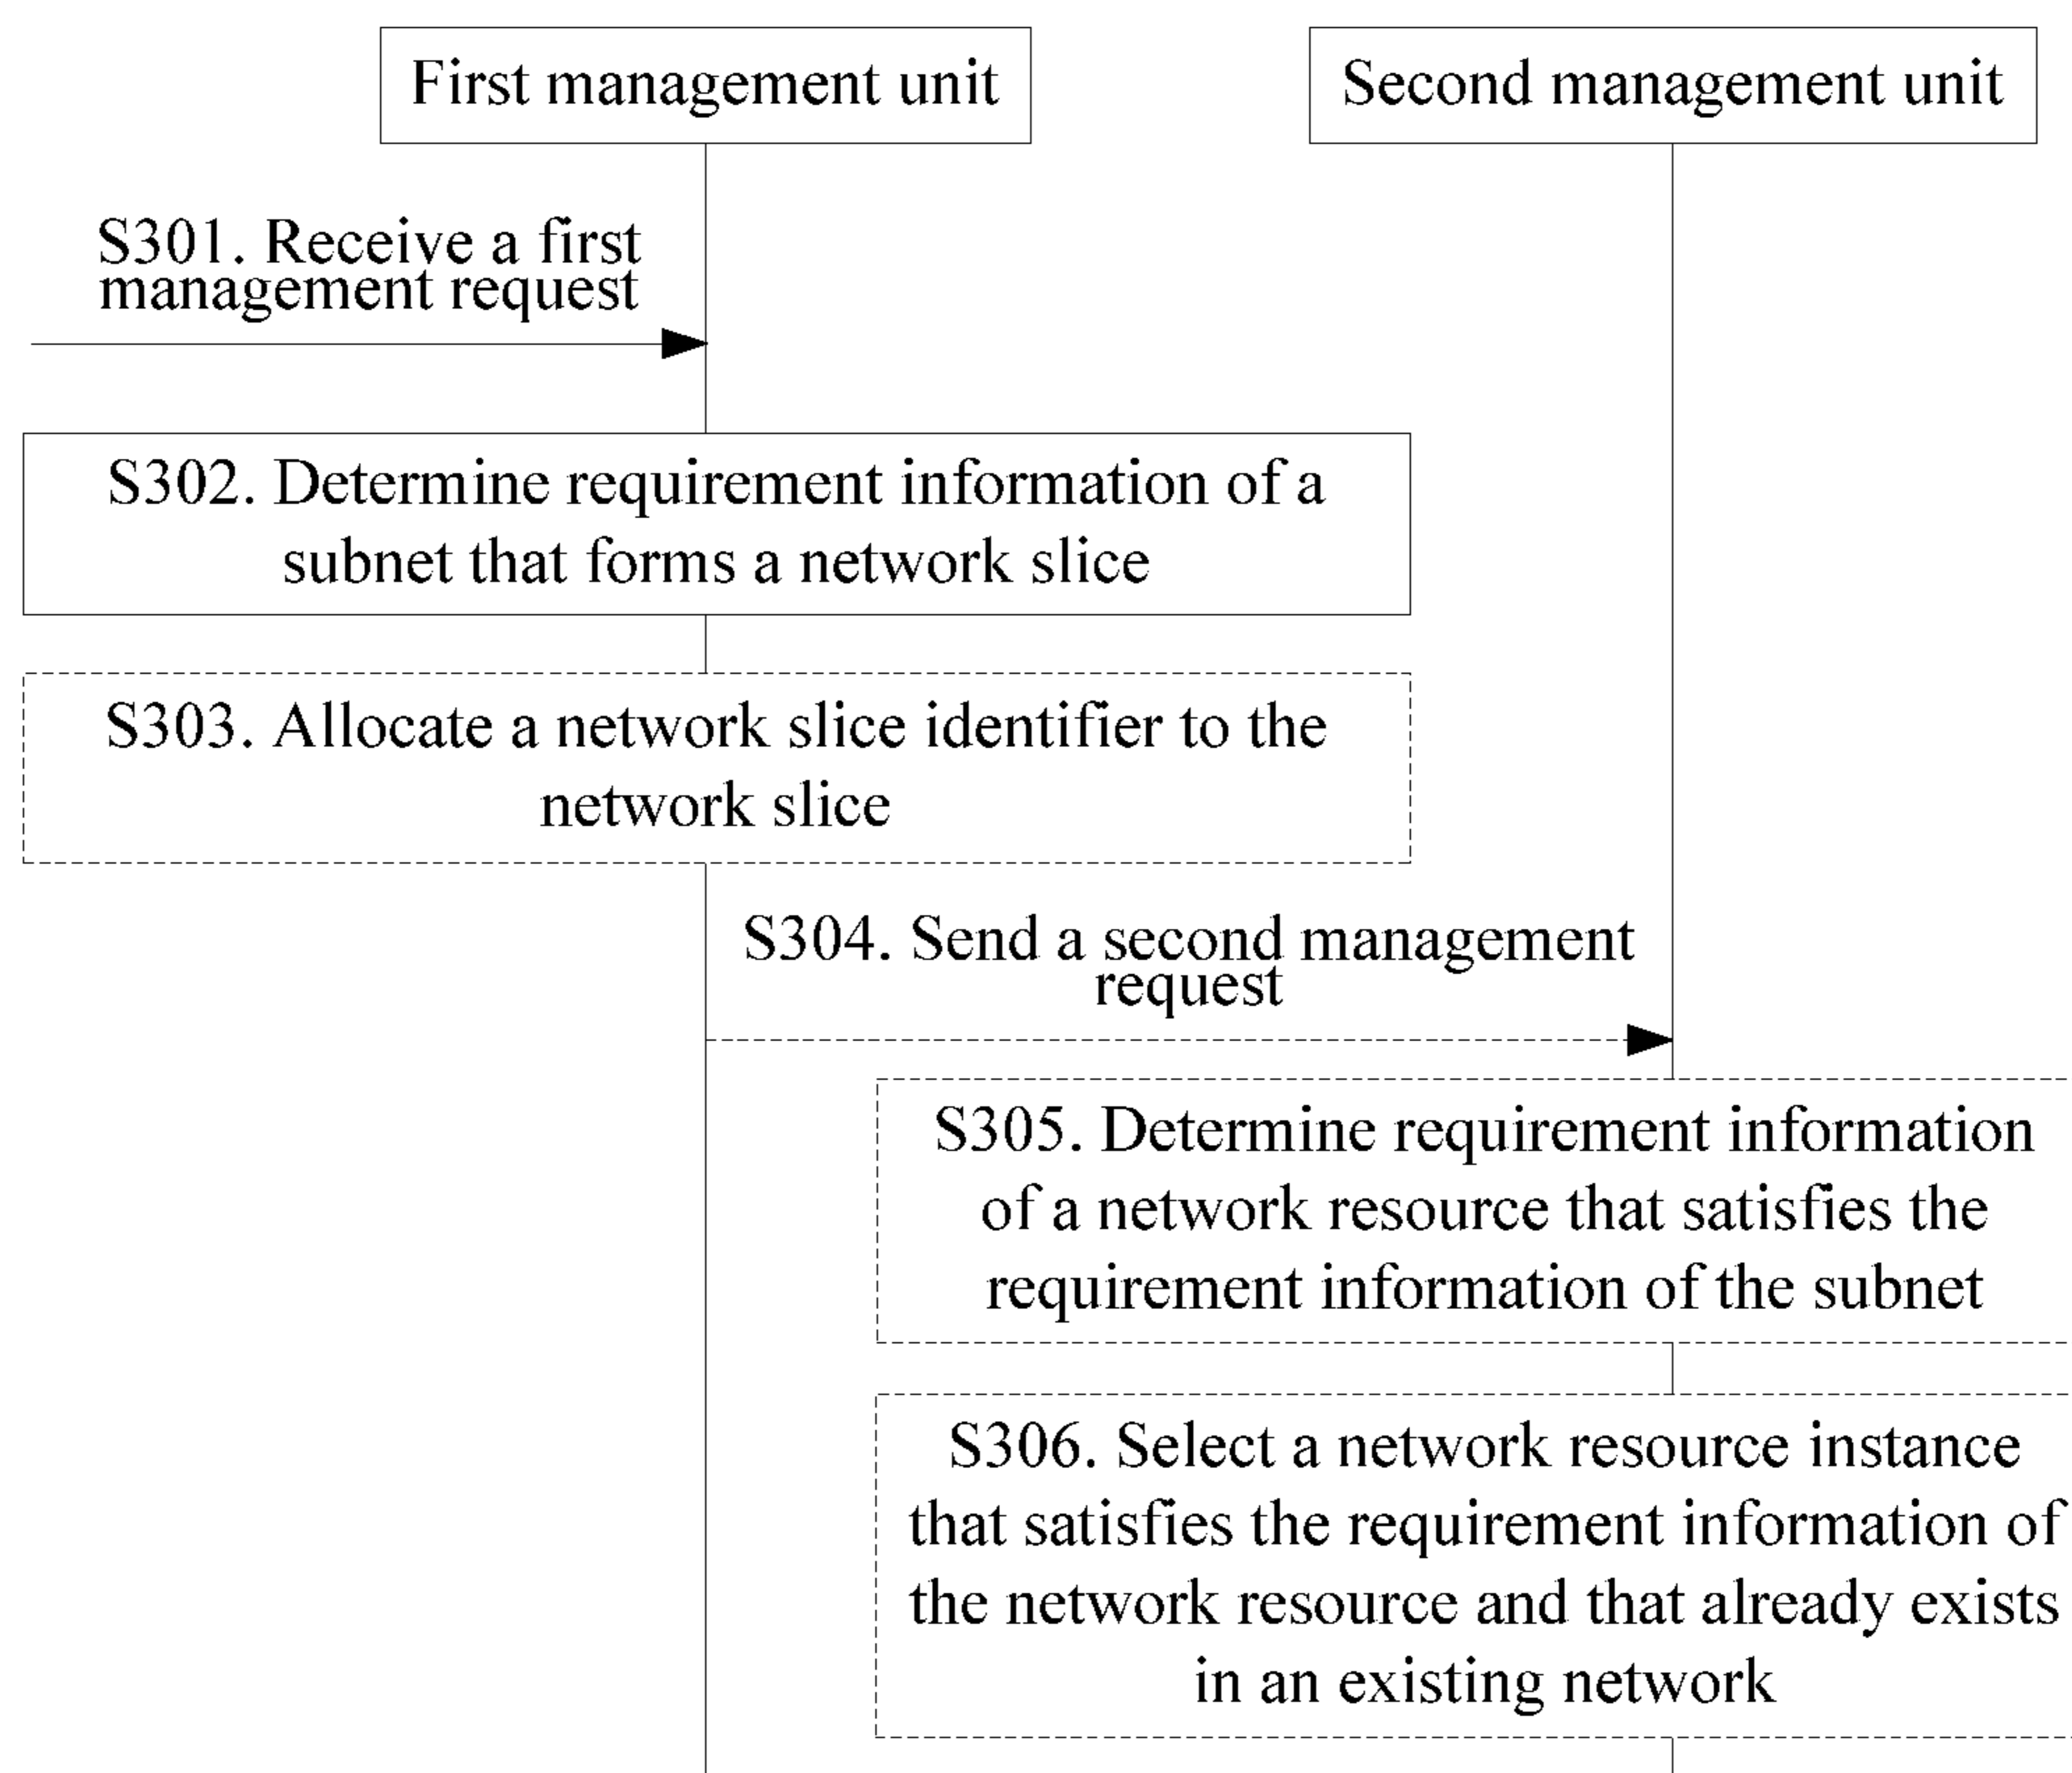 First management unit
Second management unit
S301. Receive a first
management request
S302. Determine requirement information of a
subnet that forms a network slice
S303. Allocate a network slice identifier to the
network slice
S304. Send a second management
request
S305. Determine requirement information
of a network resource that satisfies the
requirement information of the subnet
S306. Select a network resource instance
that satisfies the requirement information of
the network resource and that already exists
in an existing network